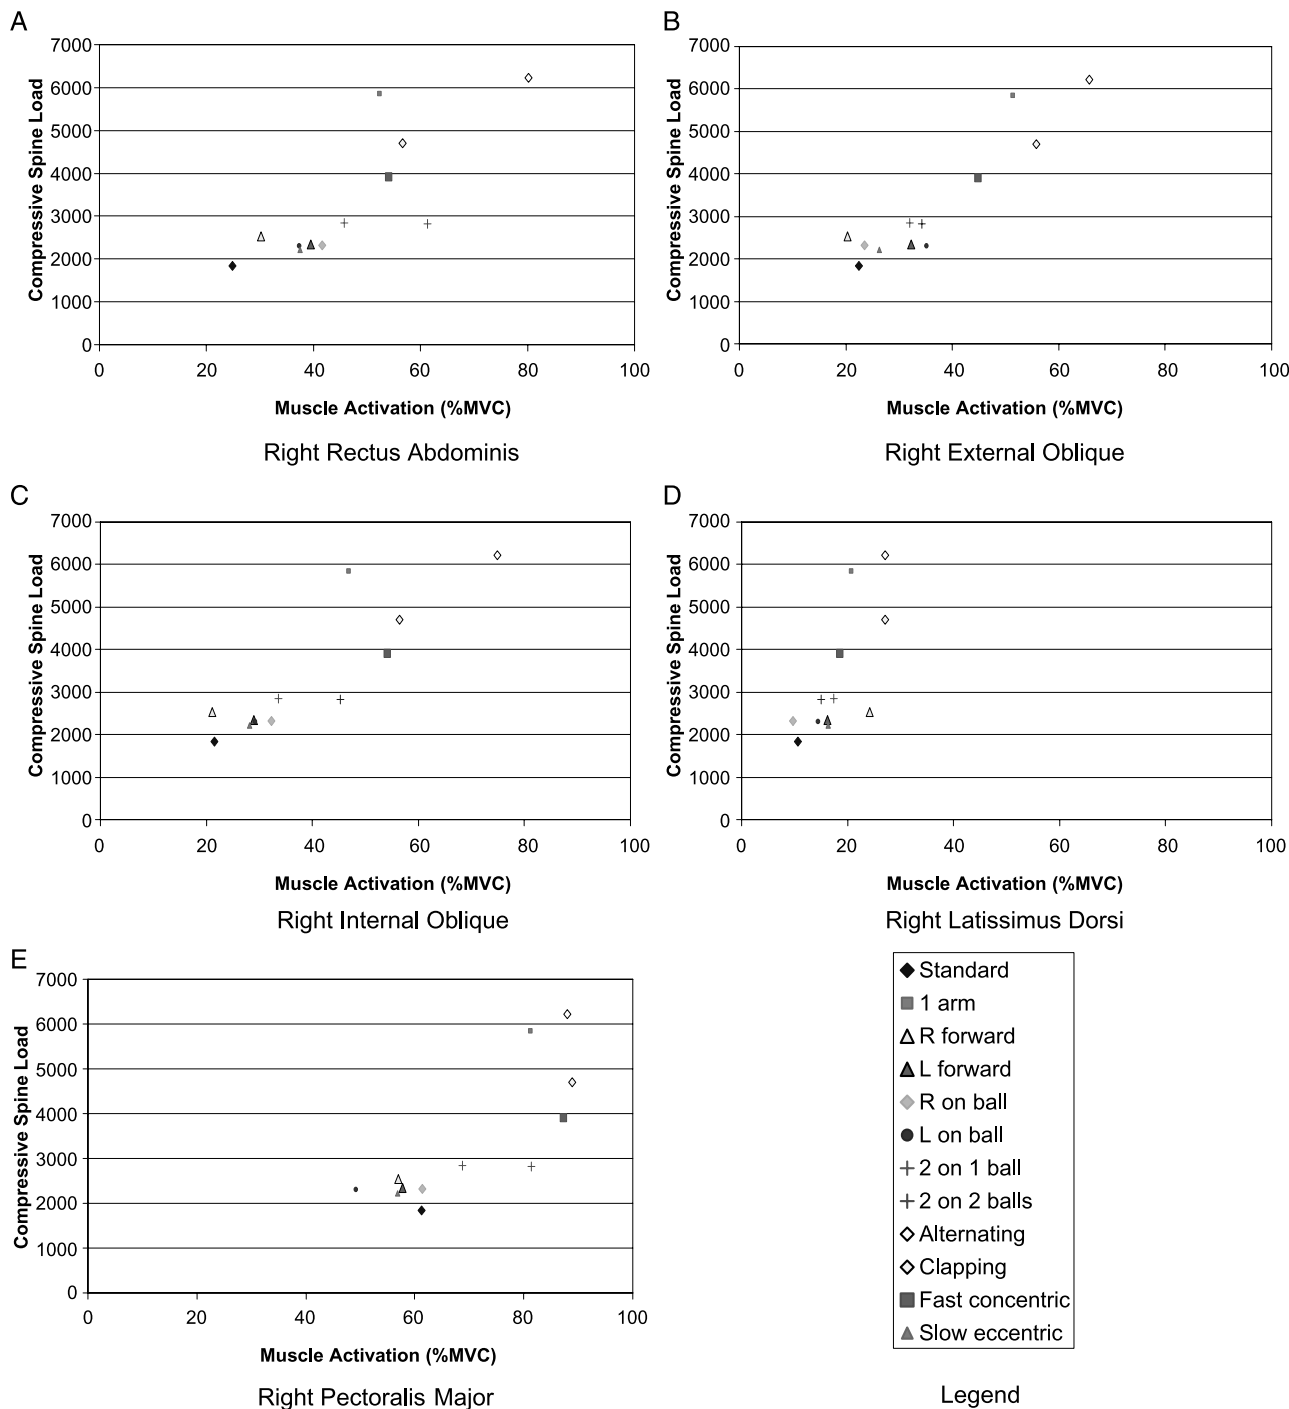 A
7000
6000
5000
4000
3000
2000
1000
0
Compressive Spine Load
0 20 40 60 80 100
Muscle Activation (%MVC)
Right Rectus Abdominis
B
7000
6000
5000
4000
3000
2000
1000
0
Compressive Spine Load
0 20 40 60 80 100
Muscle Activation (%MVC)
Right External Oblique
C
7000
6000
5000
4000
3000
2000
1000
0
Compressive Spine Load
0 20 40 60 80 100
Muscle Activation (%MVC)
Right Internal Oblique
D
7000
6000
5000
4000
3000
2000
1000
0
Compressive Spine Load
0 20 40 60 80 100
Muscle Activation (%MVC)
Right Latissimus Dorsi
E
7000
6000
5000
4000
3000
2000
1000
0
Compressive Spine Load
0 20 40 60 80 100
Muscle Activation (%MVC)
Right Pectoralis Major
Standard
1 arm
R forward
L forward
R on ball
L on ball
2 on 1 ball
2 on 2 balls
Alternating
Clapping
Fast concentric
Slow eccentric
Legend